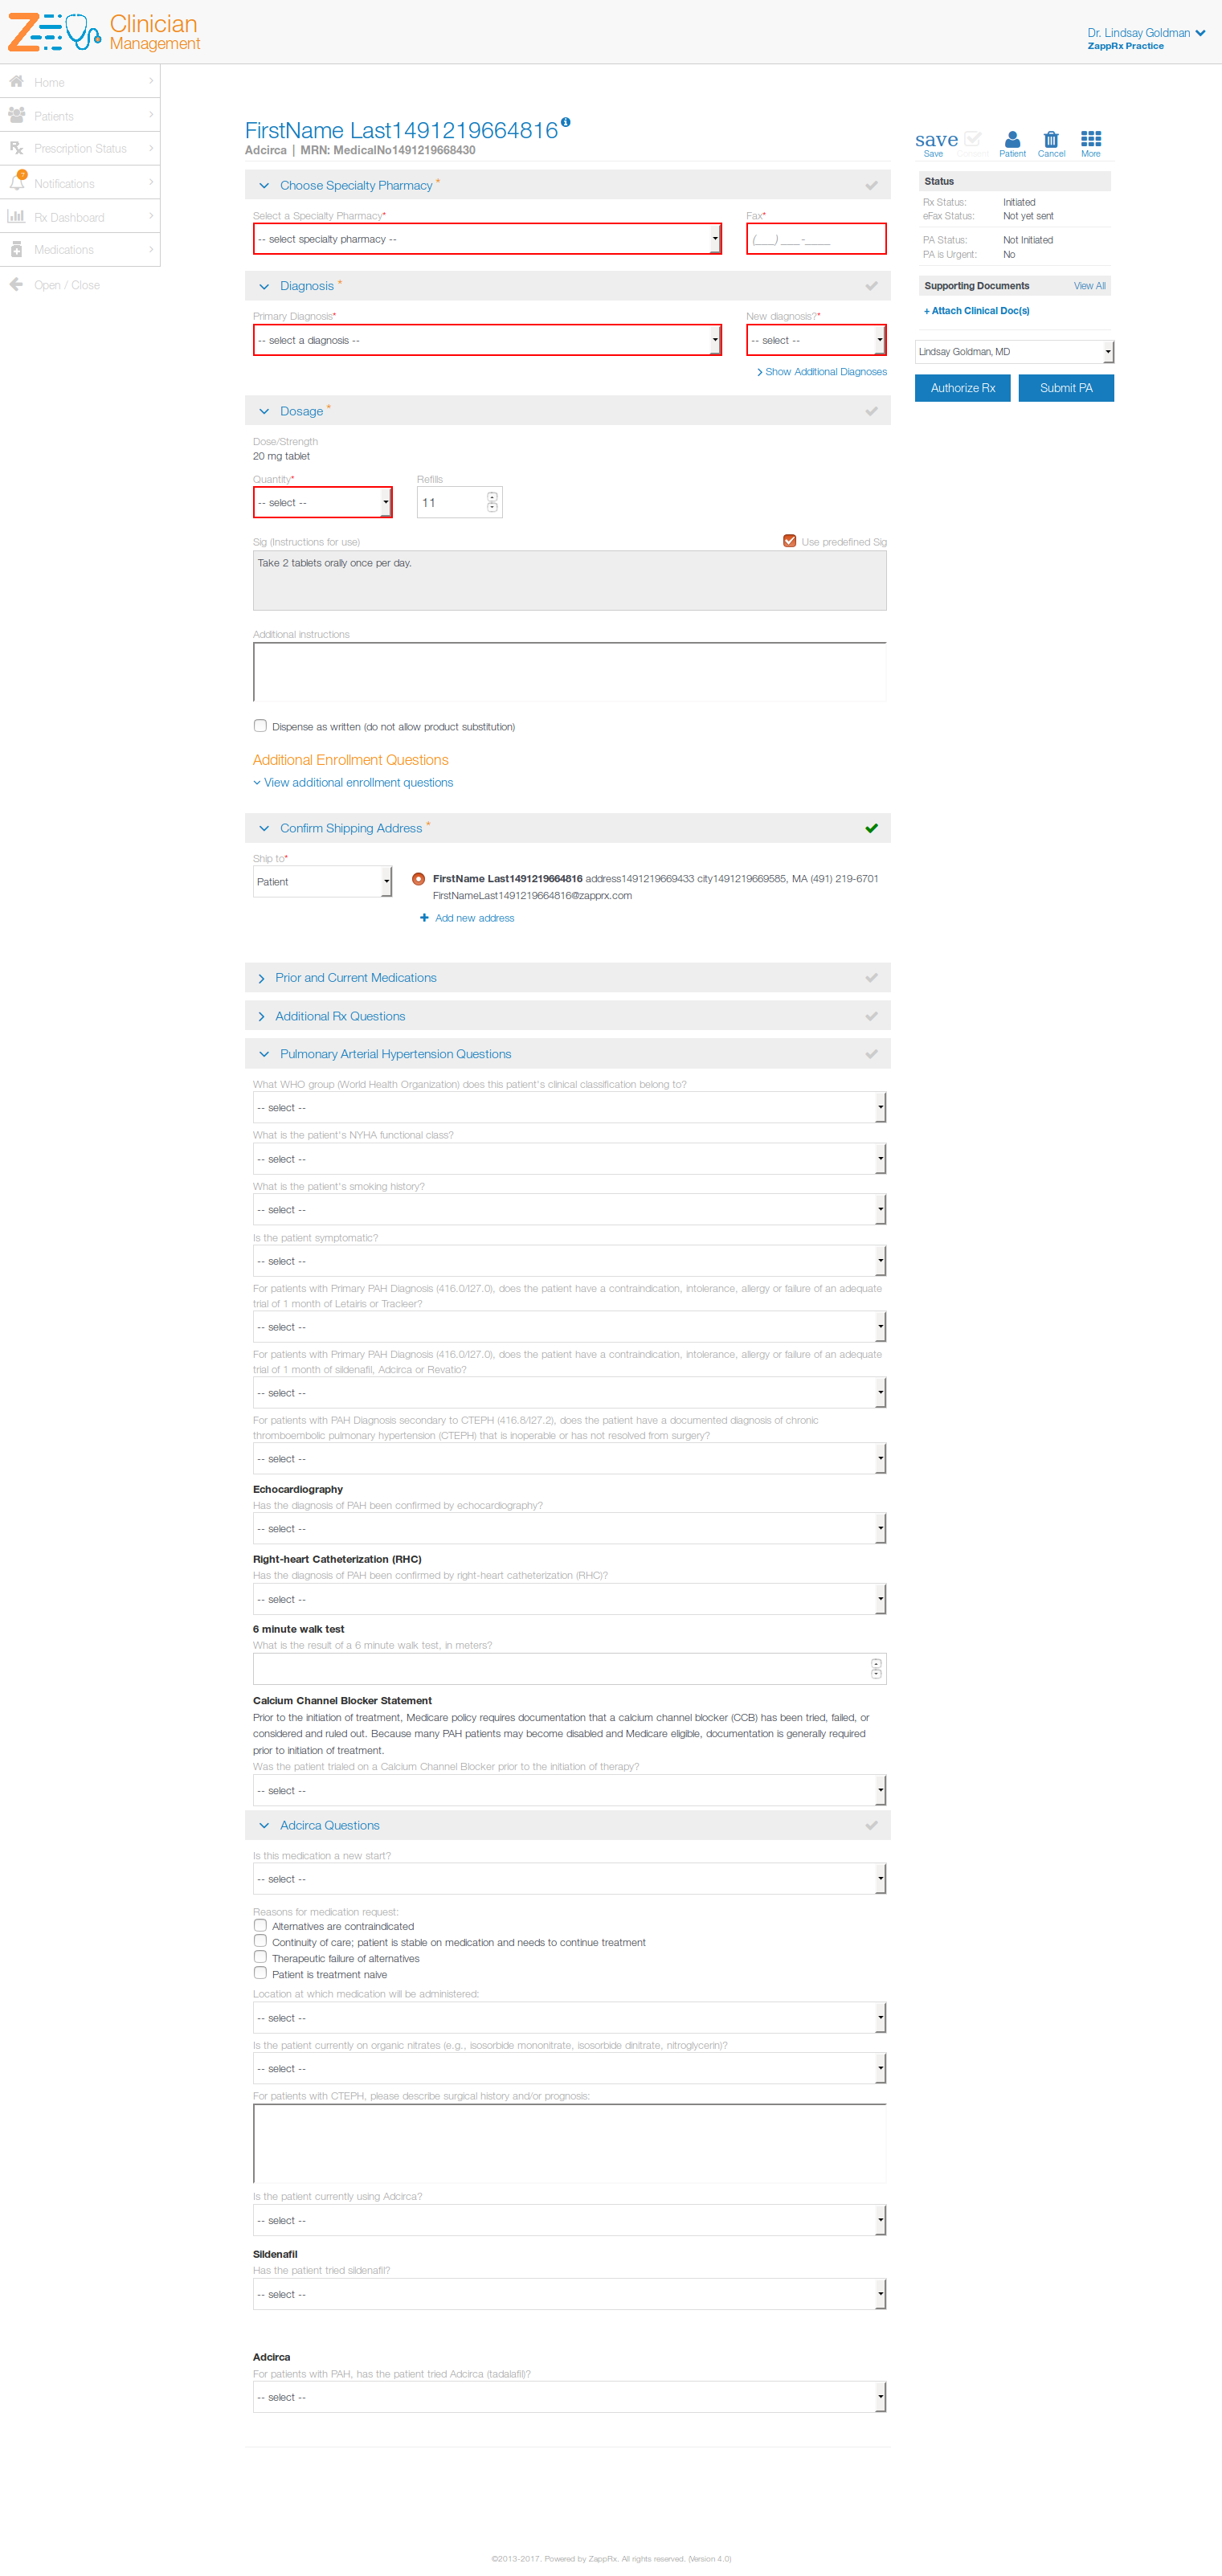 Clinician
Management
Dr. Lindsay Goldman
ZappRx Practice
Home
Patients
Prescription Status
7
Notifications
Rx Dashboard
Medications
Open / Close
FirstName Last1491219664816
Adcirca | MRN: MedicalNo1491219668430
Choose Specialty Pharmacy *
Select a Specialty Pharmacy* Fax*
-- select specialty pharmacy -- (___) ___-____
Diagnosis *
Primary Diagnosis* New diagnosis?*
-- select a diagnosis -- -- select --
Show Additional Diagnoses
Dosage *
Dose/Strength
20 mg tablet
Quantity* Refills
-- select -- 11
Sig (Instructions for use) Use predefined Sig
Take 2 tablets orally once per day.
Additional instructions
Dispense as written (do not allow product substitution)
Additional Enrollment Questions
View additional enrollment questions
Confirm Shipping Address *
Ship to*
Patient
FirstName Last1491219664816 address1491219669433 city1491219669585, MA (491) 219-6701
FirstNameLast1491219664816@zapprx.com
Add new address
Prior and Current Medications
Additional Rx Questions
Pulmonary Arterial Hypertension Questions
What WHO group (World Health Organization) does this patient's clinical classification belong to?
-- select --
What is the patient's NYHA functional class?
-- select --
What is the patient's smoking history?
-- select --
Is the patient symptomatic?
-- select --
For patients with Primary PAH Diagnosis (416.0/I27.0), does the patient have a contraindication, intolerance, allergy or failure of an adequate
trial of 1 month of Letairis or Tracleer?
-- select --
For patients with Primary PAH Diagnosis (416.0/I27.0), does the patient have a contraindication, intolerance, allergy or failure of an adequate
trial of 1 month of sildenafil, Adcirca or Revatio?
-- select --
For patients with PAH Diagnosis secondary to CTEPH (416.8/I27.2), does the patient have a documented diagnosis of chronic
thromboembolic pulmonary hypertension (CTEPH) that is inoperable or has not resolved from surgery?
-- select --
Echocardiography
Has the diagnosis of PAH been confirmed by echocardiography?
-- select --
Right-heart Catheterization (RHC)
Has the diagnosis of PAH been confirmed by right-heart catheterization (RHC)?
-- select --
6 minute walk test
What is the result of a 6 minute walk test, in meters?
Calcium Channel Blocker Statement
Prior to the initiation of treatment, Medicare policy requires documentation that a calcium channel blocker (CCB) has been tried, failed, or
considered and ruled out. Because many PAH patients may become disabled and Medicare eligible, documentation is generally required
prior to initiation of treatment.
Was the patient trialed on a Calcium Channel Blocker prior to the initiation of therapy?
-- select --
Adcirca Questions
Is this medication a new start?
-- select --
Reasons for medication request:
Alternatives are contraindicated
Continuity of care; patient is stable on medication and needs to continue treatment
Therapeutic failure of alternatives
Patient is treatment naive
Location at which medication will be administered:
-- select --
Is the patient currently on organic nitrates (e.g., isosorbide mononitrate, isosorbide dinitrate, nitroglycerin)?
-- select --
For patients with CTEPH, please describe surgical history and/or prognosis:
Is the patient currently using Adcirca?
-- select --
Sildenafil
Has the patient tried sildenafil?
-- select --
Adcirca
For patients with PAH, has the patient tried Adcirca (tadalafil)?
-- select --
save
Save Patient Cancel More
Status
Rx Status: Initiated
eFax Status: Not yet sent
PA Status: Not Initiated
PA is Urgent: No
Supporting Documents View All
+ Attach Clinical Doc(s)
Lindsay Goldman, MD
Authorize Rx Submit PA
©2013-2017. Powered by ZappRx. All rights reserved. (Version 4.0)